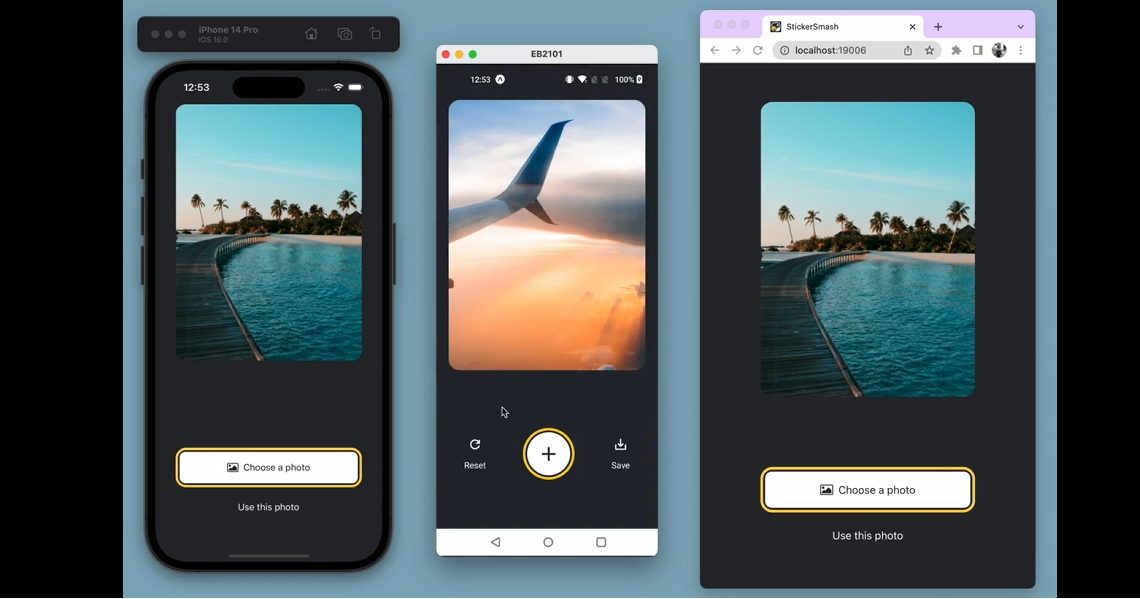 iPhone 14 Pro
iOS 16.0
12:53
Choose a photo
Use this photo
EB2101
12:53
100%
Reset
Save
StickerSmash
localhost:19006
Choose a photo
Use this photo